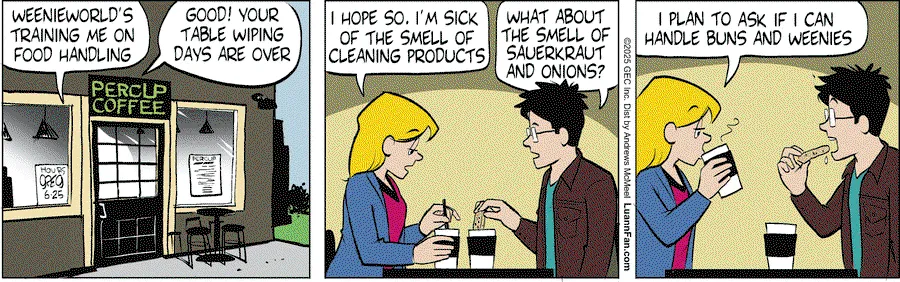 WEENIEWORLD'S
TRAINING ME ON
FOOD HANDLING
GOOD! YOUR
TABLE WIPING
DAYS ARE OVER
PERCUP
COFFEE
HOURS
GREG
6-25
PERCUP
I HOPE SO. I'M SICK
OF THE SMELL OF
CLEANING PRODUCTS
WHAT ABOUT
THE SMELL OF
SAUERKRAUT
AND ONIONS?
©2025 GEC Inc. Dist by Andrews McMeel LuannFan.com
I PLAN TO ASK IF I CAN
HANDLE BUNS AND WEENIES